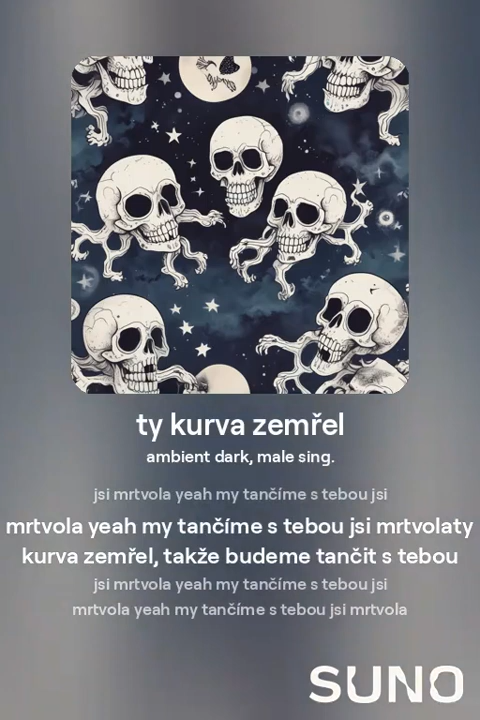 ty kurva zemřel
ambient dark, male sing.
jsi mrtvola yeah my tančíme s tebou jsi
mrtvola yeah my tančíme s tebou jsi mrtvolaty
kurva zemřel, takže budeme tančit s tebou
jsi mrtvola yeah my tančíme s tebou jsi
mrtvola yeah my tančíme s tebou jsi mrtvola
SUNO